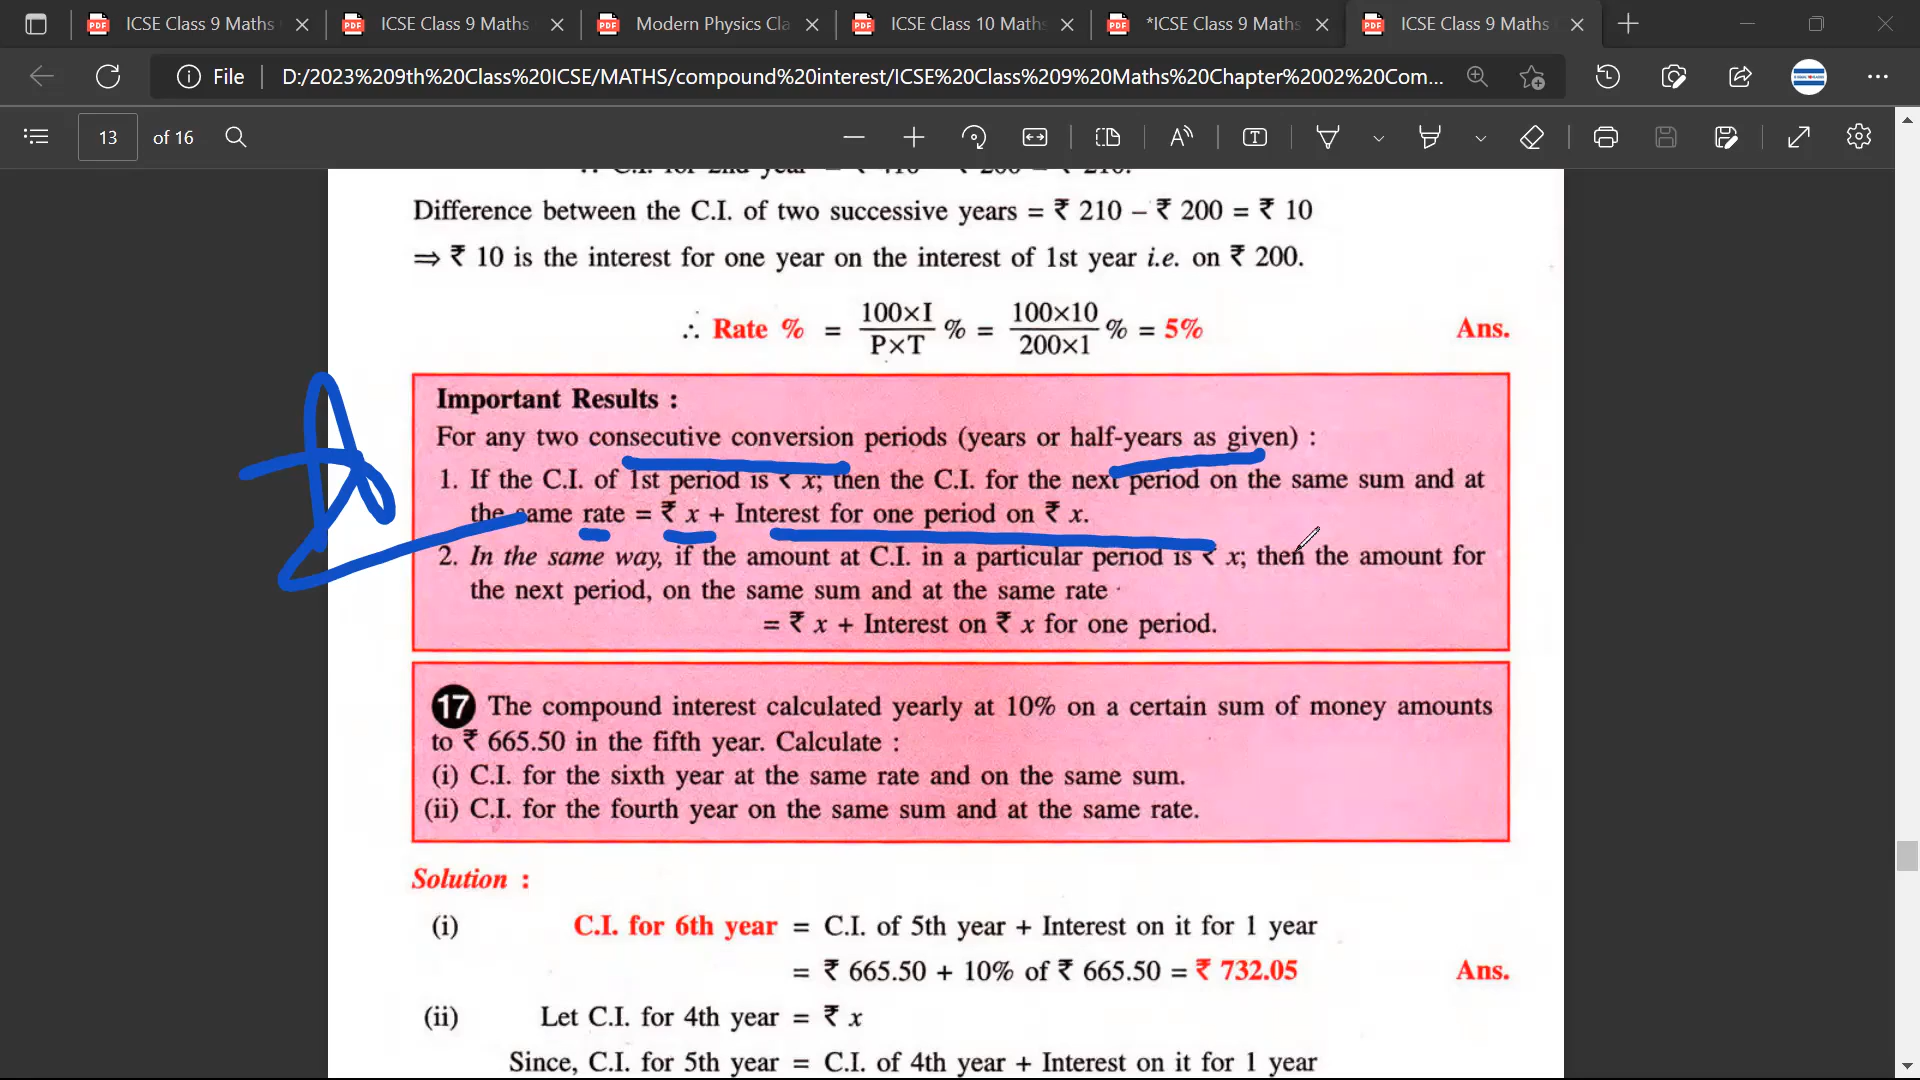 ICSE Class 9 Maths
ICSE Class 9 Maths
Modern Physics Cla
ICSE Class 10 Maths
*ICSE Class 9 Maths
ICSE Class 9 Maths
File
D:/2023%209th%20Class%20ICSE/MATHS/compound%20interest/ICSE%20Class%209%20Maths%20Chapter%2002%20Com...
13 of 16
∴ C.I. for 2nd year = ₹ 410 – ₹ 200 = ₹ 210.
Difference between the C.I. of two successive years = ₹ 210 – ₹ 200 = ₹ 10
⇒ ₹ 10 is the interest for one year on the interest of 1st year i.e. on ₹ 200.
∴ Rate % = 100×I / P×T % = 100×10 / 200×1 % = 5% Ans.
Important Results :
For any two consecutive conversion periods (years or half-years as given) :
1. If the C.I. of 1st period is ₹ x; then the C.I. for the next period on the same sum and at
the same rate = ₹ x + Interest for one period on ₹ x.
2. In the same way, if the amount at C.I. in a particular period is ₹ x; then the amount for
the next period, on the same sum and at the same rate
= ₹ x + Interest on ₹ x for one period.
17 The compound interest calculated yearly at 10% on a certain sum of money amounts
to ₹ 665.50 in the fifth year. Calculate :
(i) C.I. for the sixth year at the same rate and on the same sum.
(ii) C.I. for the fourth year on the same sum and at the same rate.
Solution :
(i) C.I. for 6th year = C.I. of 5th year + Interest on it for 1 year
= ₹ 665.50 + 10% of ₹ 665.50 = ₹ 732.05 Ans.
(ii) Let C.I. for 4th year = ₹ x
Since, C.I. for 5th year = C.I. of 4th year + Interest on it for 1 year